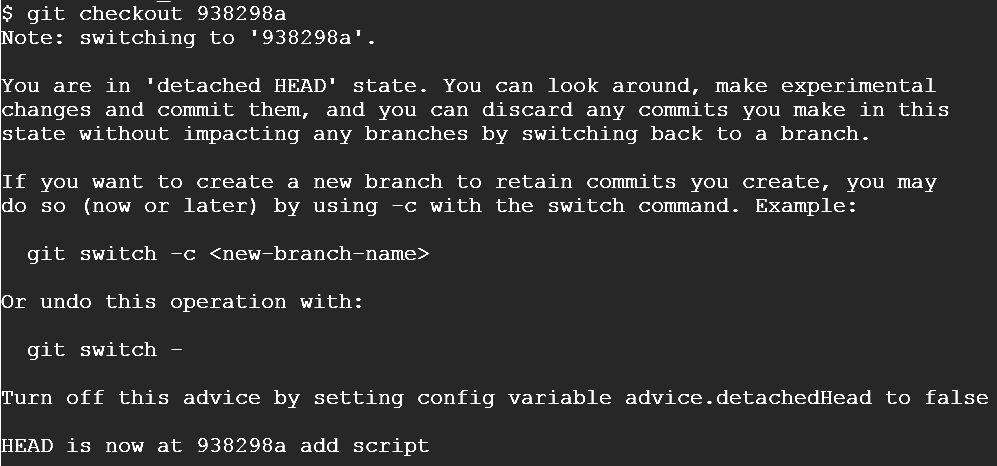 $ git checkout 938298a
Note: switching to '938298a'.
You are in 'detached HEAD' state. You can look around, make experimental
changes and commit them, and you can discard any commits you make in this
state without impacting any branches by switching back to a branch.
If you want to create a new branch to retain commits you create, you may
do so (now or later) by using -c with the switch command. Example:
git switch -c <new-branch-name>
Or undo this operation with:
git switch -
Turn off this advice by setting config variable advice.detachedHead to false
HEAD is now at 938298a add script